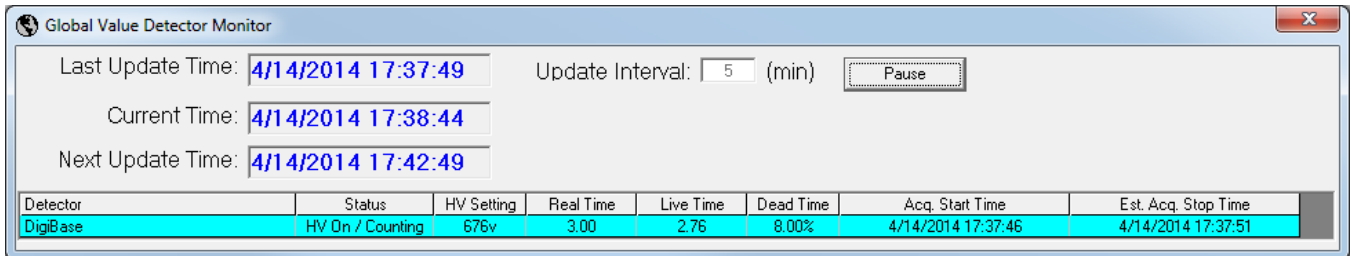 Global Value Detector Monitor
Last Update Time: 4/14/2014 17:37:49 Update Interval: 5 (min) Pause
Current Time: 4/14/2014 17:38:44
Next Update Time: 4/14/2014 17:42:49
Detector Status HV Setting Real Time Live Time Dead Time Acq. Start Time Est. Acq. Stop Time
DigiBase HV On / Counting 676v 3.00 2.76 8.00% 4/14/2014 17:37:46 4/14/2014 17:37:51